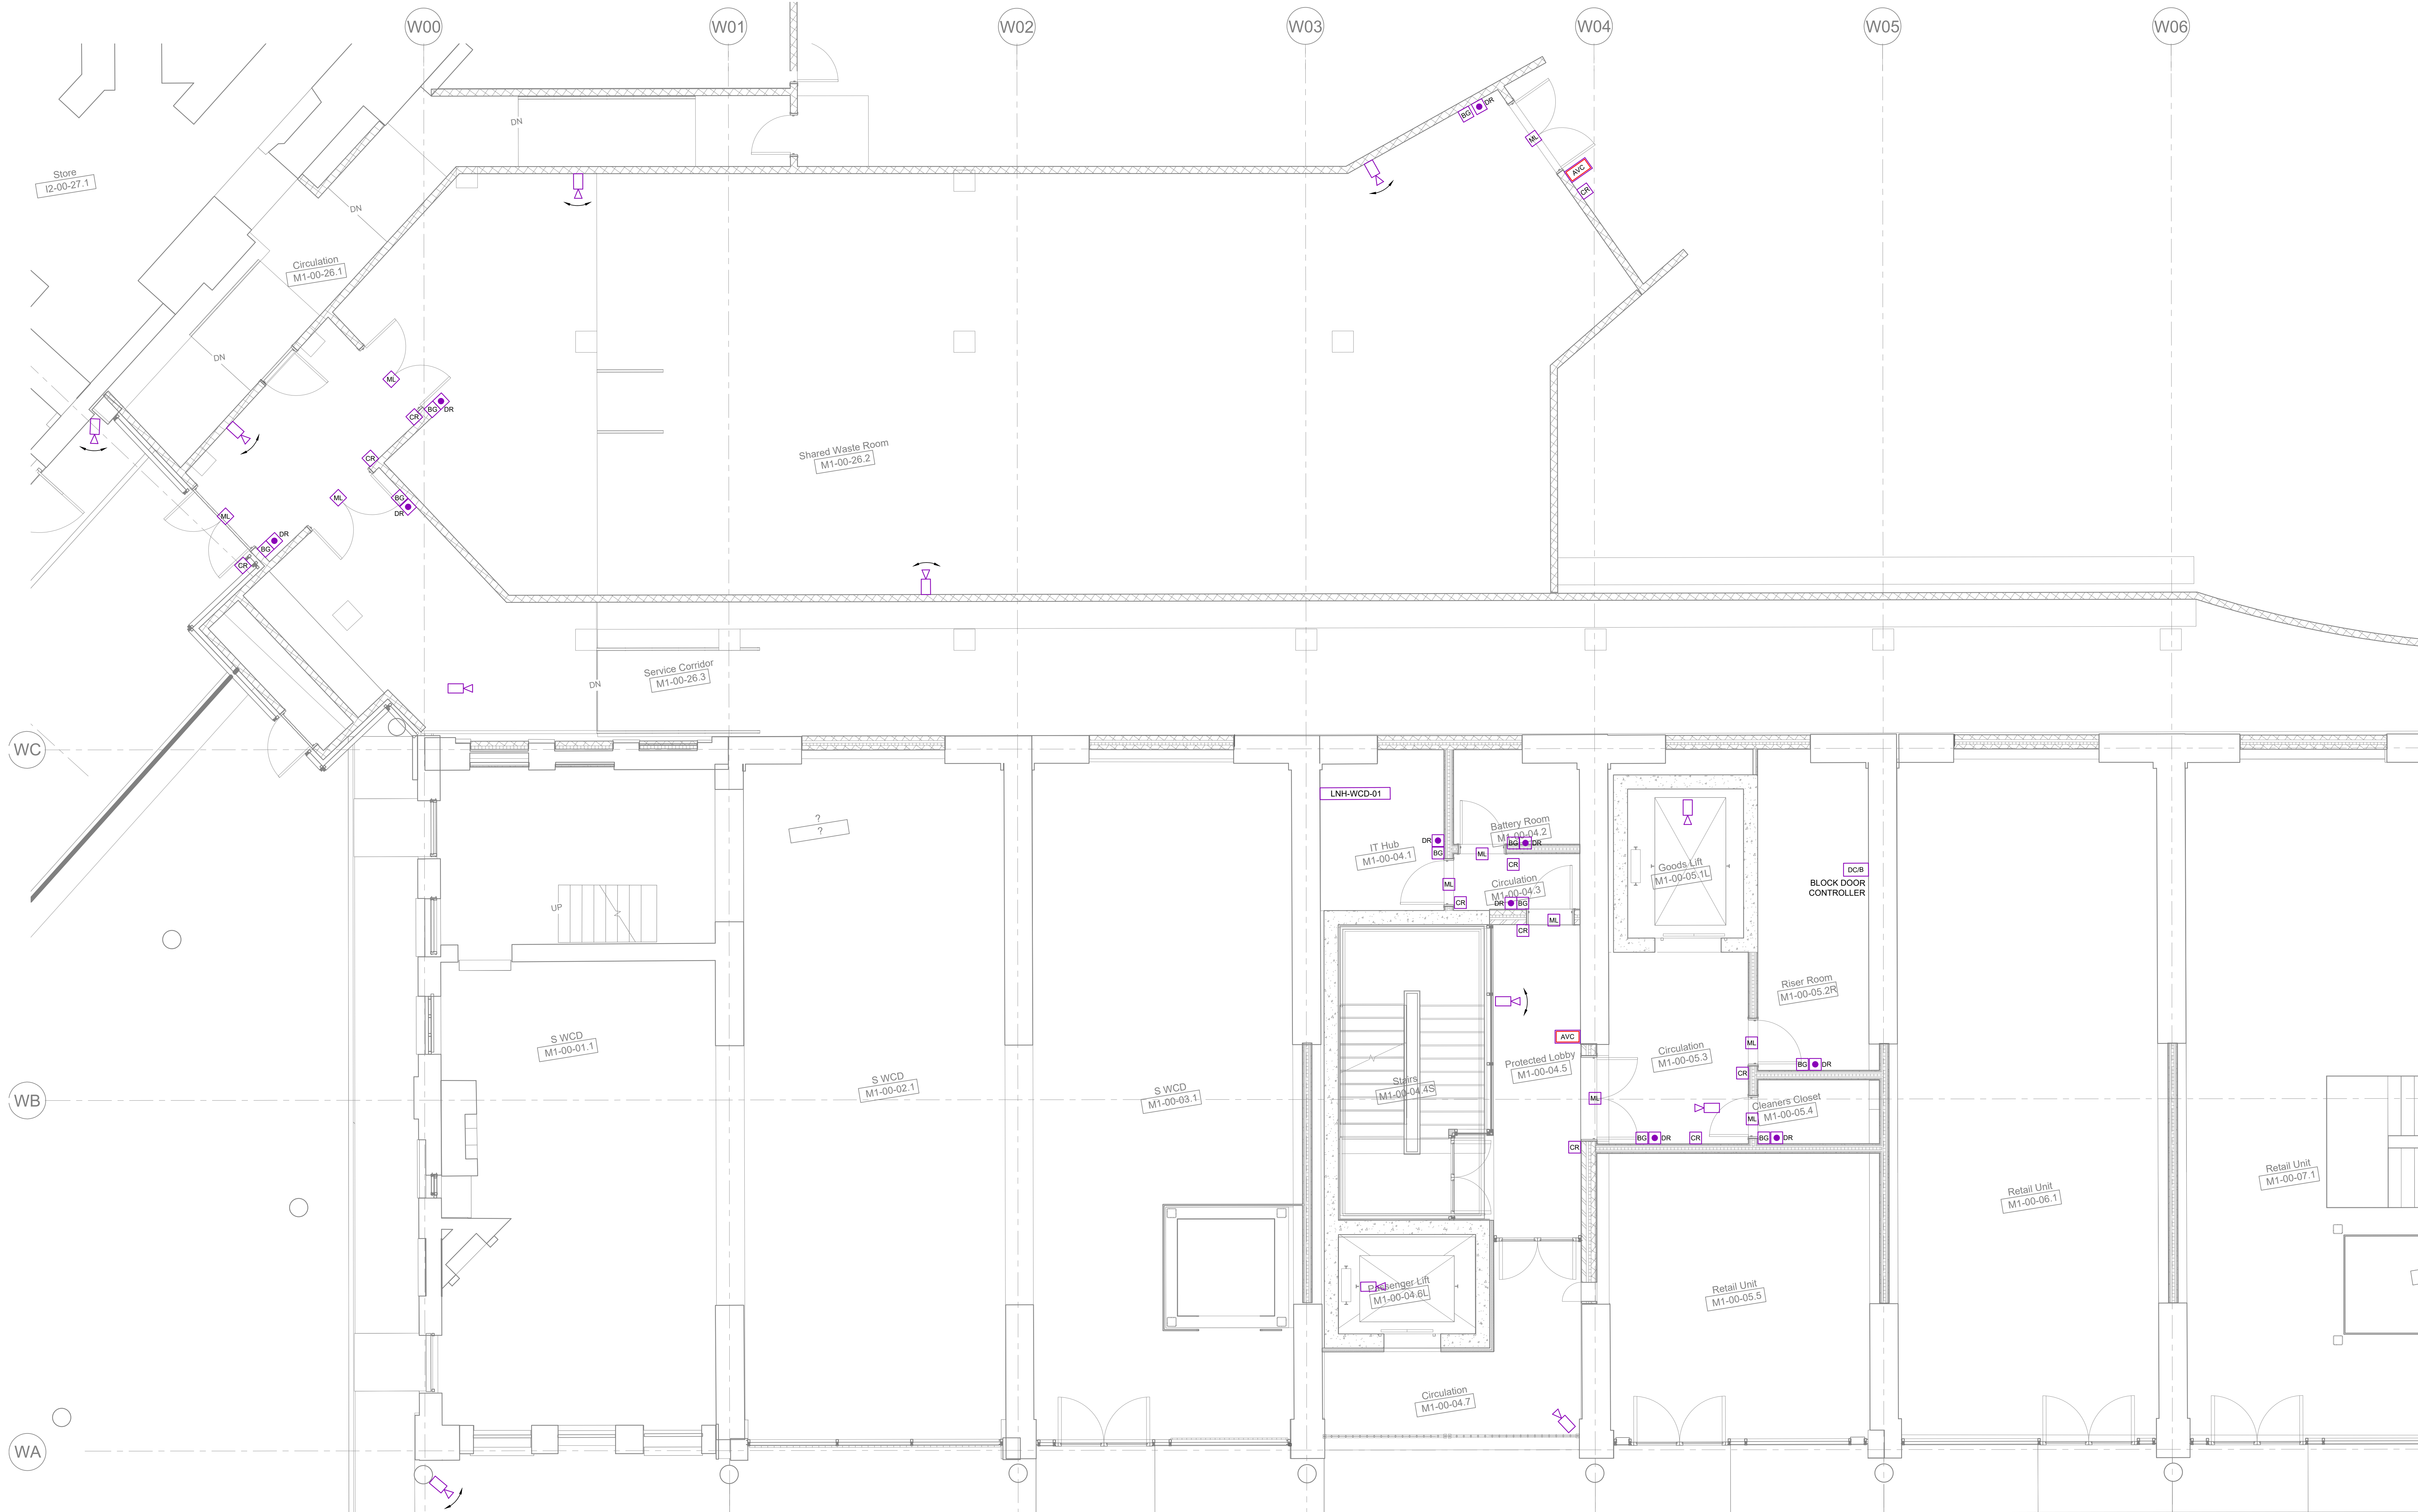 W00
W01
W02
W03
W04
W05
W06
DN
BG
DR
ML
AVC
CR
Store
I2-00-27.1
DN
Circulation
M1-00-26.1
DN
ML
CR
BG
DR
CR
Shared Waste Room
M1-00-26.2
ML
BG
DR
ML
DR
BG
CR
Service Corridor
M1-00-26.3
DN
WC
LNH-WCD-01
?
?
Battery Room
M1-00-04.2
DR
BG
IT Hub
M1-00-04.1
BG
DR
ML
CR
Goods Lift
M1-00-05.1L
DC/B
BLOCK DOOR
CONTROLLER
Circulation
M1-00-04.3
ML
CR
DR
BG
ML
CR
UP
Riser Room
M1-00-05.2R
S WCD
M1-00-01.1
AVC
ML
Circulation
M1-00-05.3
Protected Lobby
M1-00-04.5
BG
DR
CR
S WCD
M1-00-02.1
S WCD
M1-00-03.1
Stairs
M1-00-04.4S
WB
ML
Cleaners Closet
M1-00-05.4
ML
BG
DR
CR
BG
DR
CR
Retail Unit
M1-00-07.1
Retail Unit
M1-00-06.1
Passenger Lift
M1-00-04.6L
Retail Unit
M1-00-05.5
Circulation
M1-00-04.7
WA